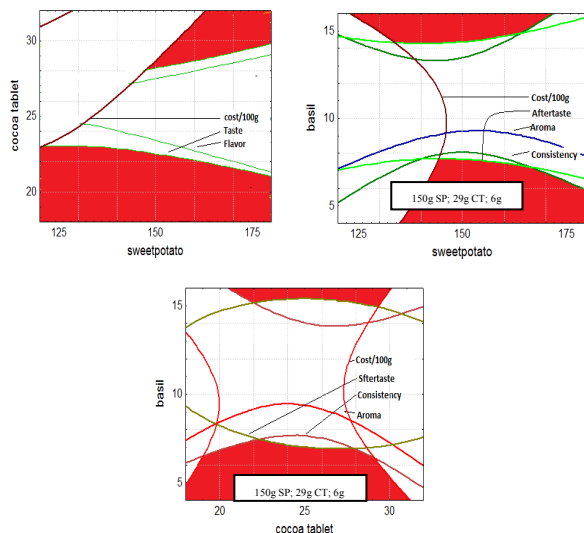 30
25
20
cocoa tablet
cost/100g
Taste
Flavor
125
150
175
sweetpotato
15
10
5
basil
Cost/100g
Aftertaste
Aroma
Consistency
150g SP; 29g CT; 6g
125
150
175
sweetpotato
15
10
5
basil
Cost/100g
Sftertaste
Consistency
Aroma
150g SP; 29g CT; 6g
20
25
30
cocoa tablet